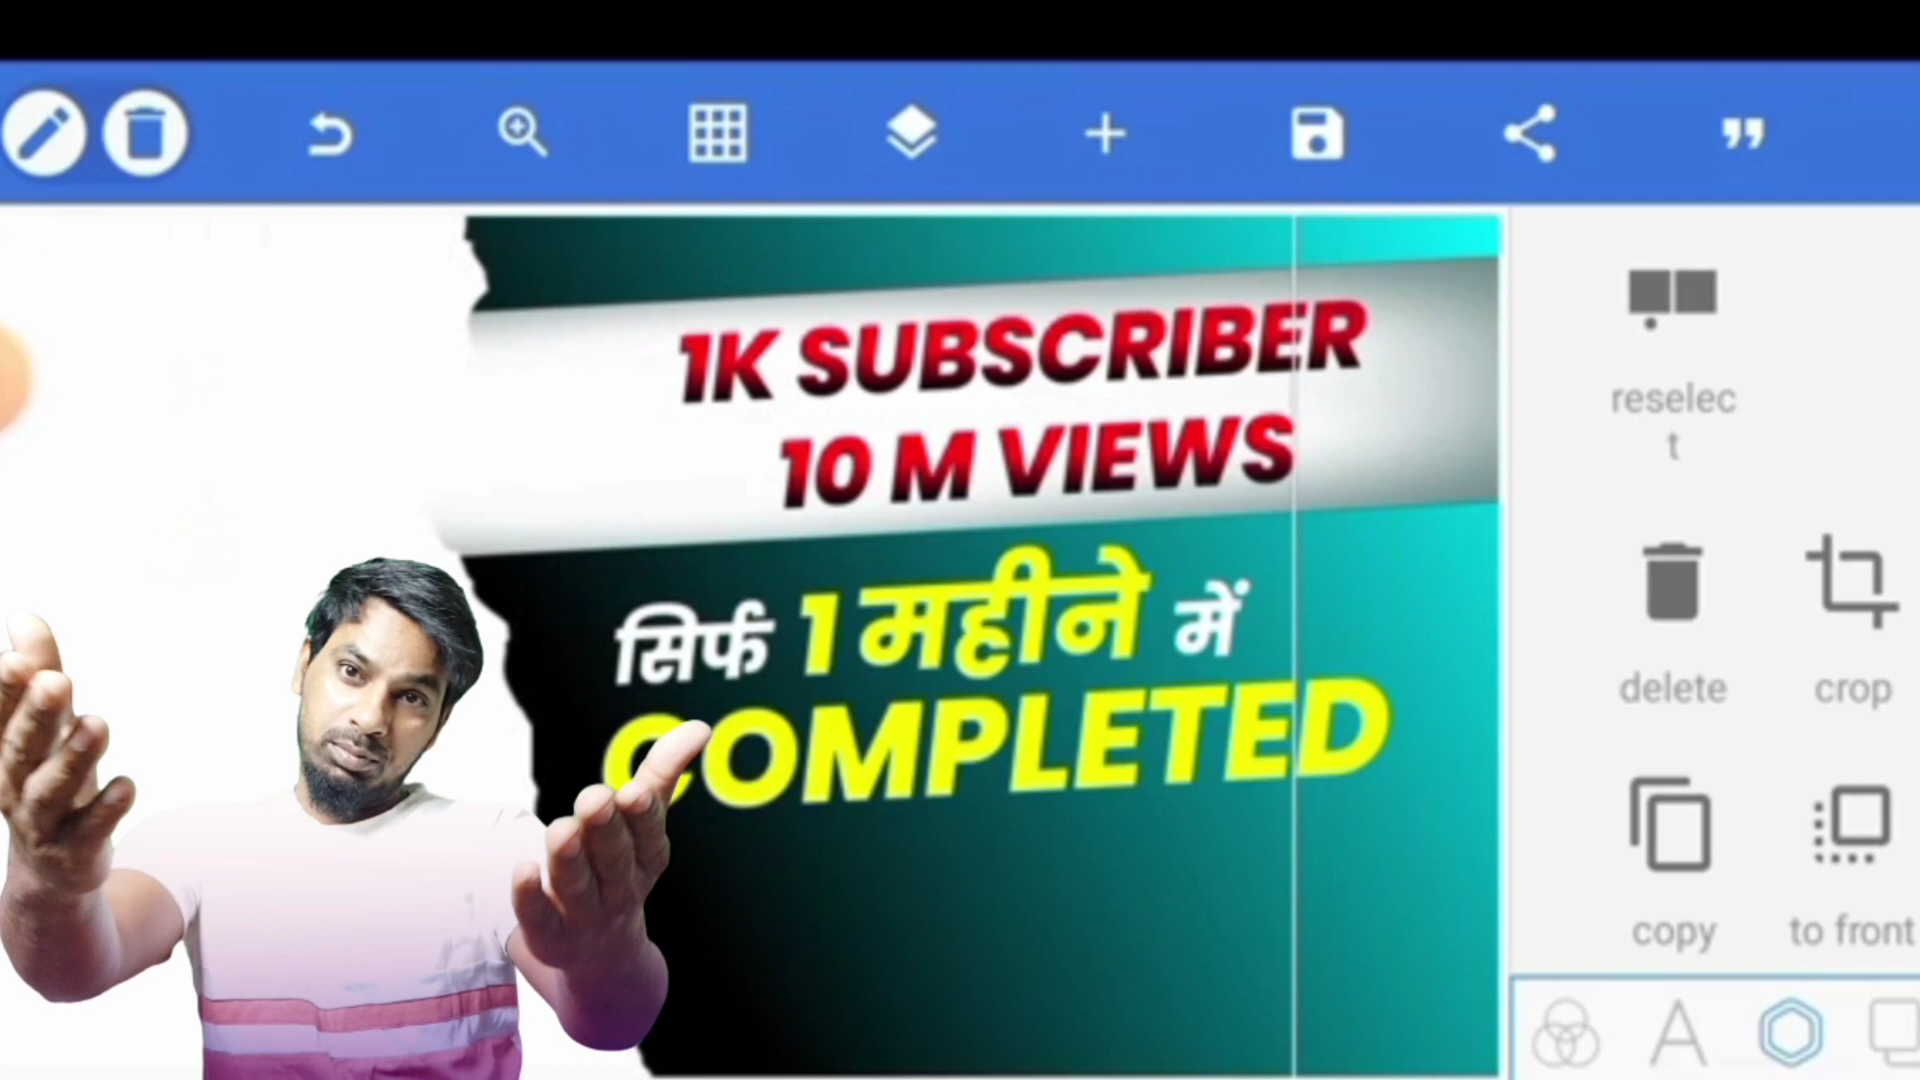 1K SUBSCRIBER
10 M VIEWS
सिर्फ 1 महीने में
COMPLETED
reselec
t
delete
crop
copy
to front